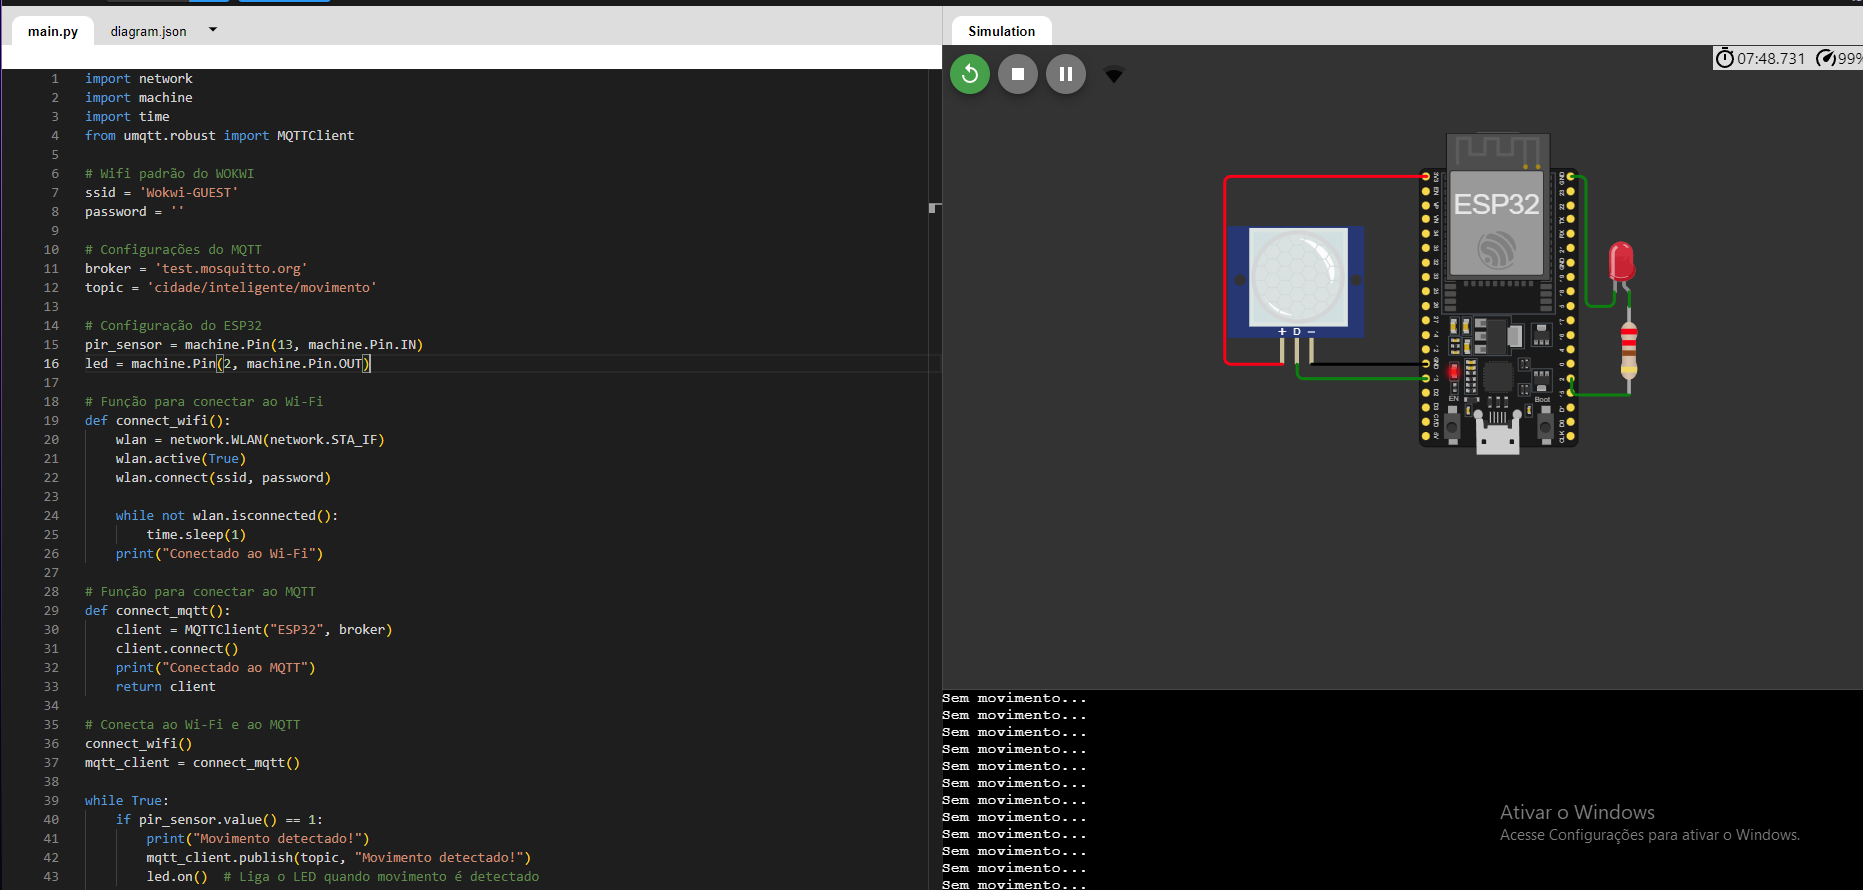 main.py
diagram.json
1 import network
2 import machine
3 import time
4 from umqtt.robust import MQTTClient
5
6 # Wifi padrão do WOKWI
7 ssid = 'Wokwi-GUEST'
8 password = ''
9
10 # Configurações do MQTT
11 broker = 'test.mosquitto.org'
12 topic = 'cidade/inteligente/movimento'
13
14 # Configuração do ESP32
15 pir_sensor = machine.Pin(13, machine.Pin.IN)
16 led = machine.Pin(2, machine.Pin.OUT)
17
18 # Função para conectar ao Wi-Fi
19 def connect_wifi():
20 wlan = network.WLAN(network.STA_IF)
21 wlan.active(True)
22 wlan.connect(ssid, password)
23
24 while not wlan.isconnected():
25 time.sleep(1)
26 print("Conectado ao Wi-Fi")
27
28 # Função para conectar ao MQTT
29 def connect_mqtt():
30 client = MQTTClient("ESP32", broker)
31 client.connect()
32 print("Conectado ao MQTT")
33 return client
34
35 # Conecta ao Wi-Fi e ao MQTT
36 connect_wifi()
37 mqtt_client = connect_mqtt()
38
39 while True:
40 if pir_sensor.value() == 1:
41 print("Movimento detectado!")
42 mqtt_client.publish(topic, "Movimento detectado!")
43 led.on() # Liga o LED quando movimento é detectado
Simulation
07:48.731 99%
ESP32
+ D −
EN
Boot
Sem movimento...
Sem movimento...
Sem movimento...
Sem movimento...
Sem movimento...
Sem movimento...
Sem movimento...
Sem movimento...
Sem movimento...
Sem movimento...
Sem movimento...
Sem movimento...
Ativar o Windows
Acesse Configurações para ativar o Windows.